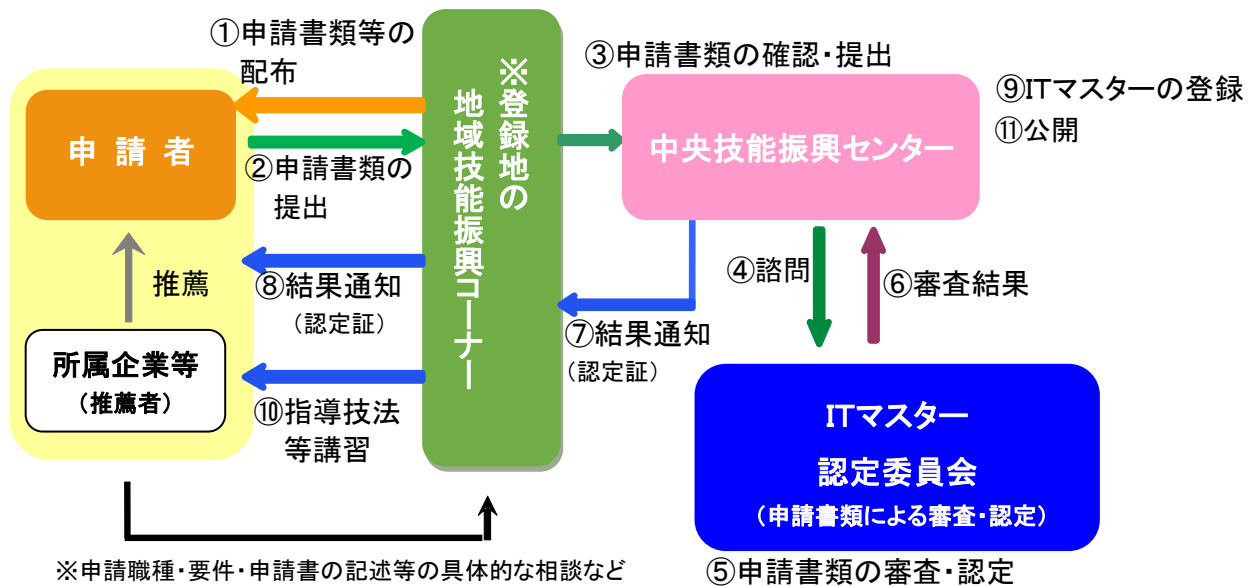 ①申請書類等の
配布
申 請 者
②申請書類の
提出
推薦
所属企業等
（推薦者）
⑧結果通知
（認定証）
⑩指導技法
等講習
※登録地の
地域技能振興コーナー
③申請書類の確認・提出
中央技能振興センター
⑨ITマスターの登録
⑪公開
④諮問
⑥審査結果
⑦結果通知
（認定証）
ITマスター
認定委員会
（申請書類による審査・認定）
⑤申請書類の審査・認定
※申請職種・要件・申請書の記述等の具体的な相談など